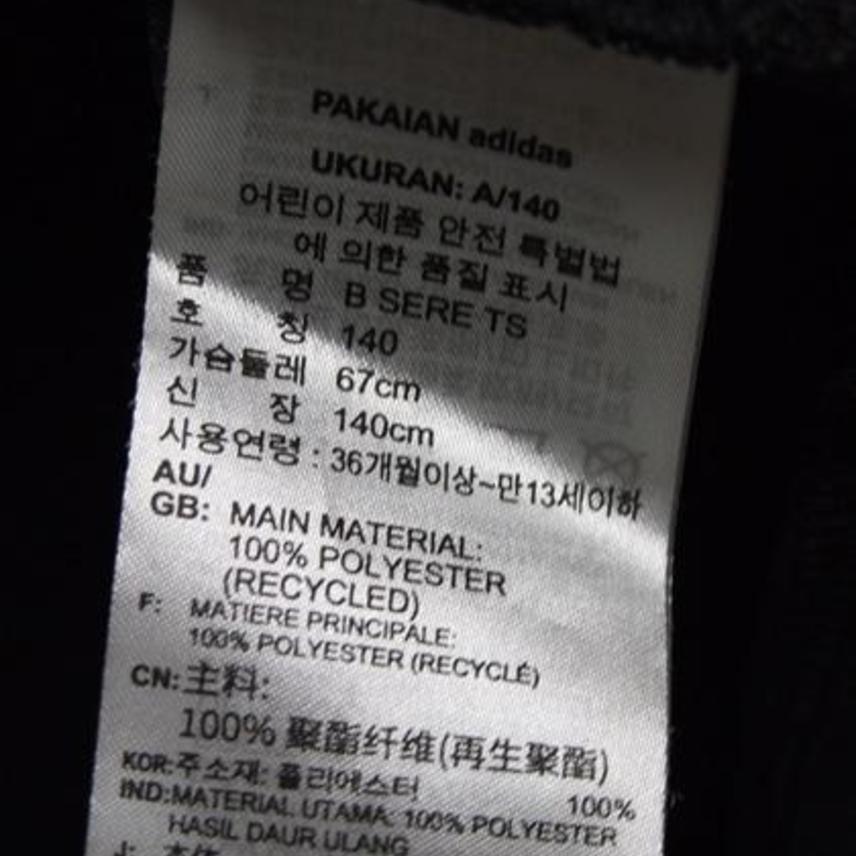 PAKAIAN adidas
UKURAN: A/140
어린이 제품 안전 특별법
에 의한 품질 표시
품 명 B SERE TS
호 칭 140
가슴둘레 67cm
신 장 140cm
사용연령 : 36개월이상~만13세이하
AU/
GB: MAIN MATERIAL:
100% POLYESTER
(RECYCLED)
F: MATIERE PRINCIPALE:
100% POLYESTER (RECYCLÉ)
CN:主料:
100% 聚酯纤维(再生聚酯)
KOR:주소재: 폴리에스터 100%
IND:MATERIAL UTAMA: 100% POLYESTER
HASIL DAUR ULANG